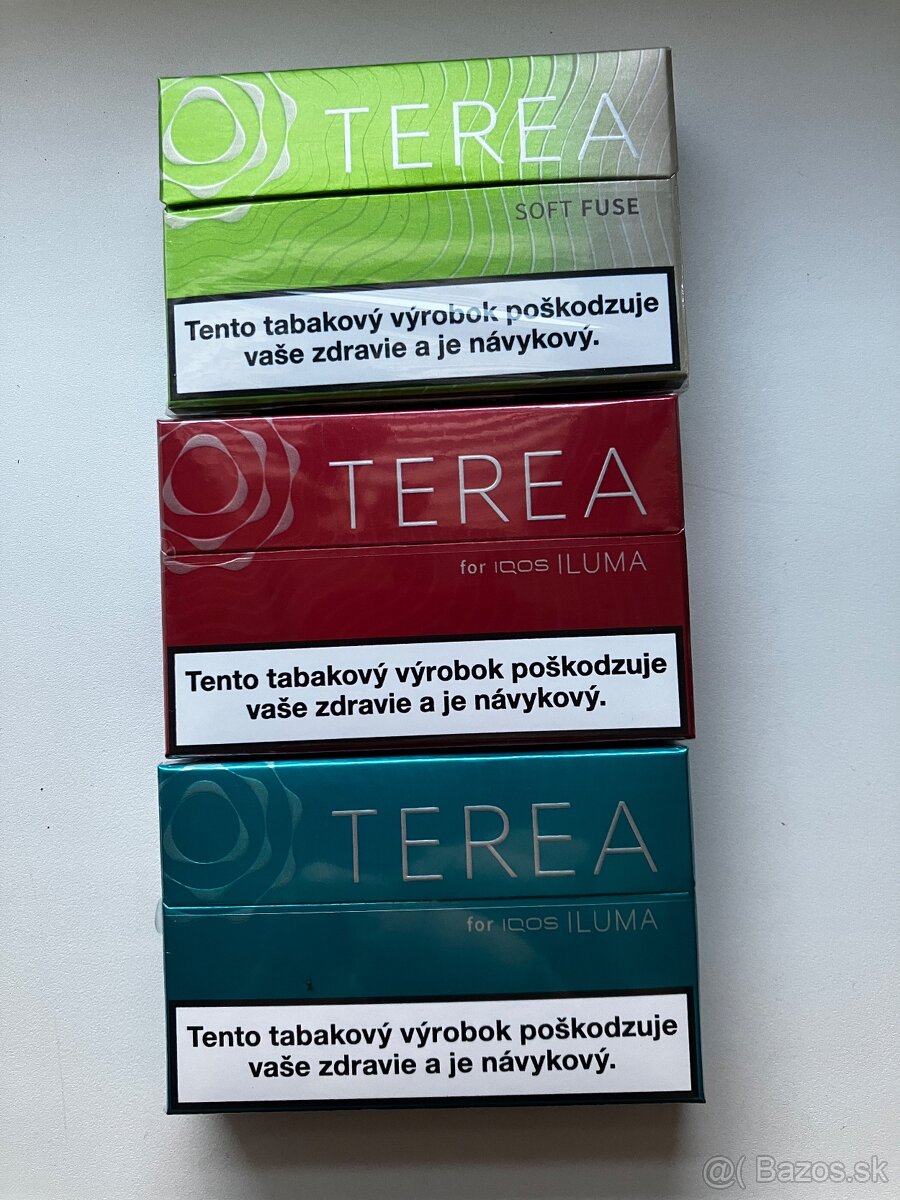 TEREA
SOFT FUSE
Tento tabakový výrobok poškodzuje
vaše zdravie a je návykový.
TEREA
for IQOS ILUMA
Tento tabakový výrobok poškodzuje
vaše zdravie a je návykový.
TEREA
for IQOS ILUMA
Tento tabakový výrobok poškodzuje
vaše zdravie a je návykový.
@( Bazos.sk